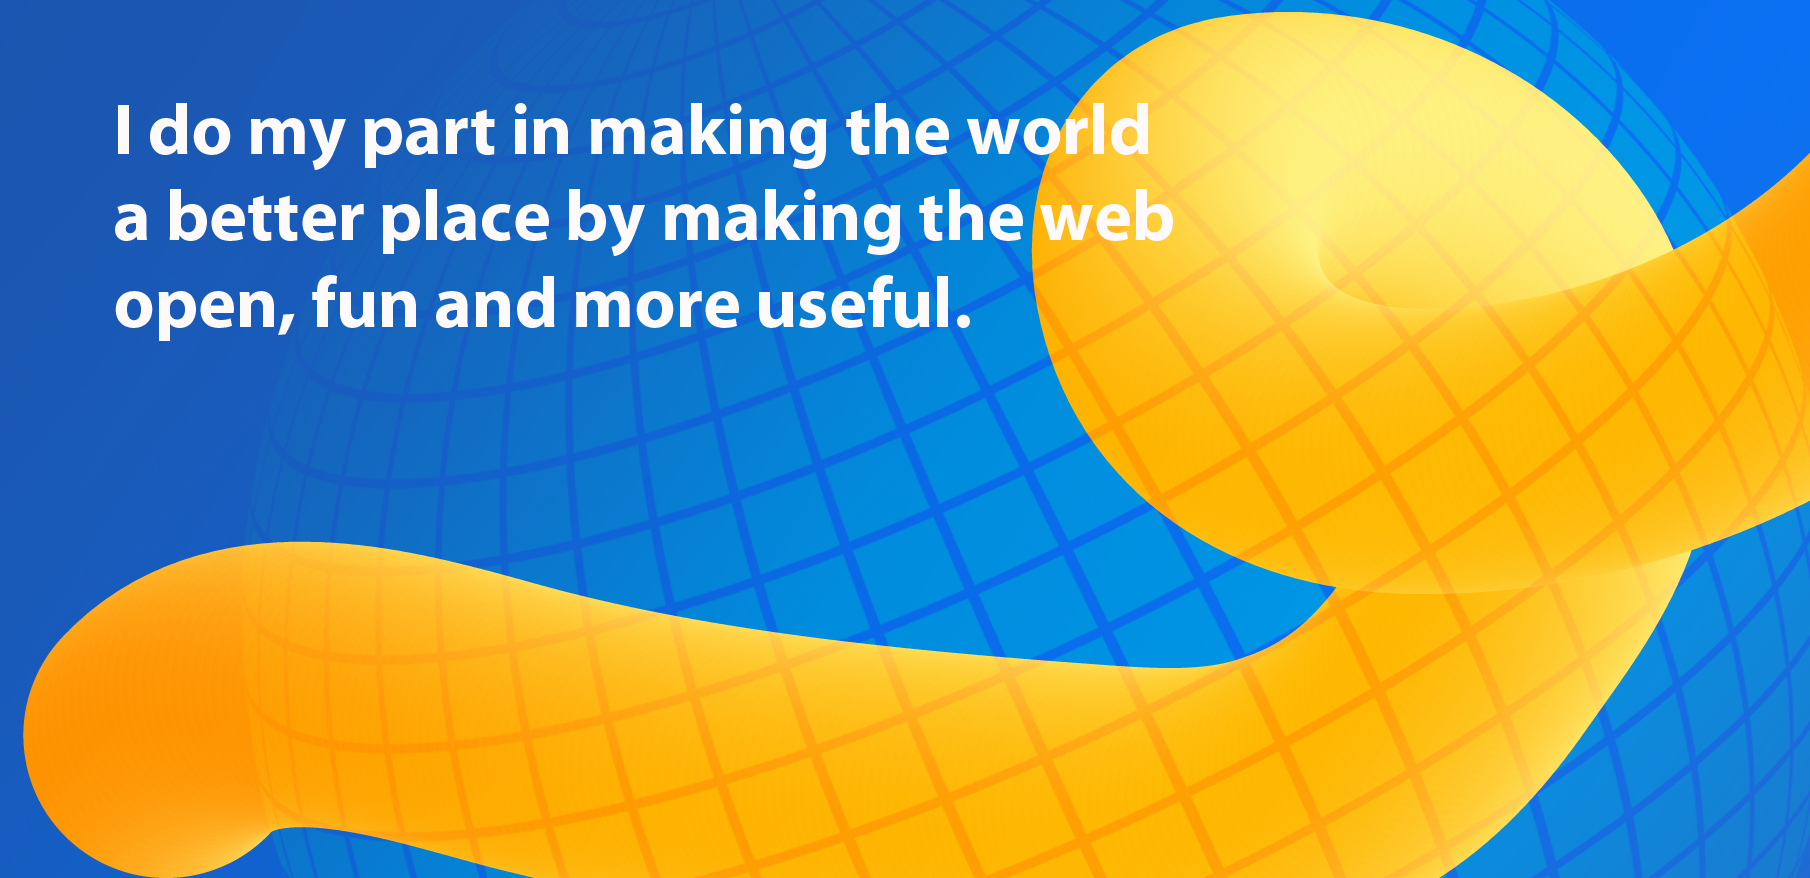 I do my part in making the world
a better place by making the web
open, fun and more useful.